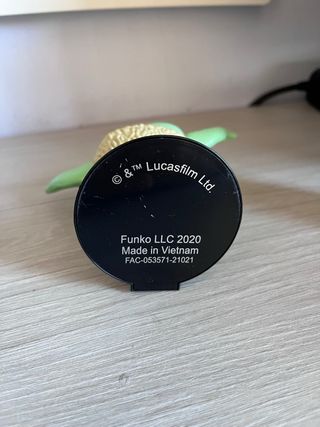 © &™ Lucasfilm Ltd.
Funko LLC 2020
Made in Vietnam
FAC-053571-21021